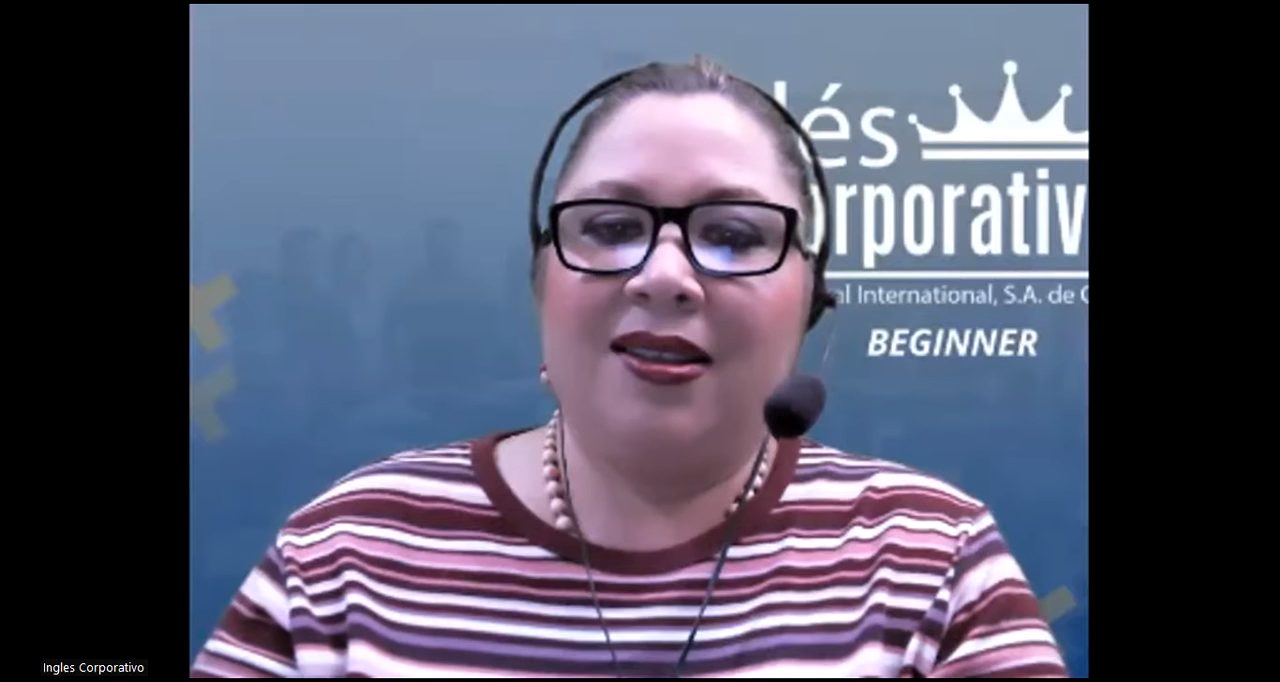 lés
orporativ
al International, S.A. de C
BEGINNER
Ingles Corporativo